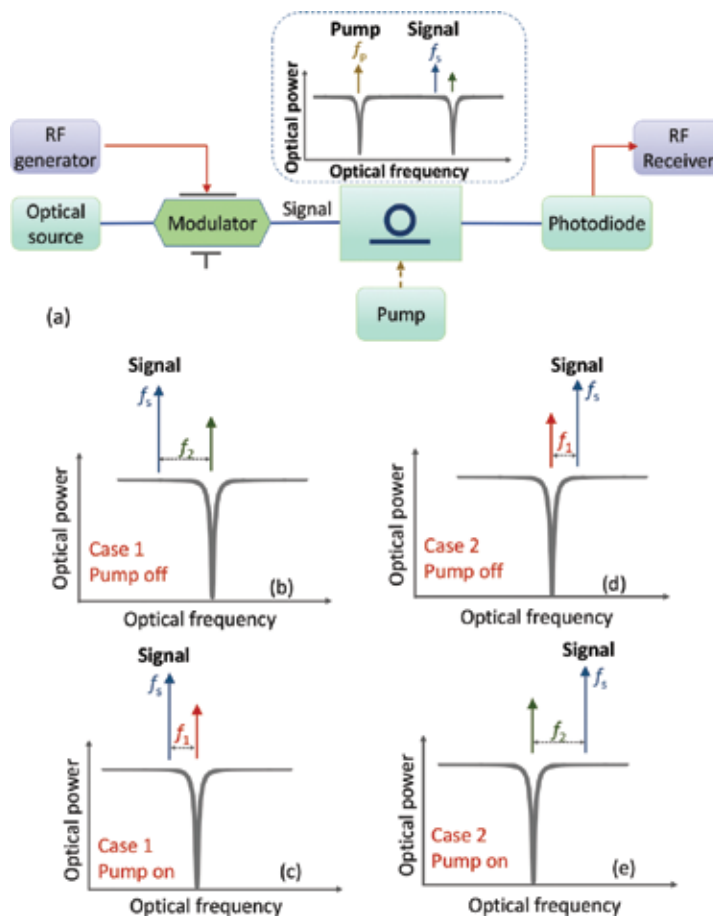 Pump
Signal
fp
fs
Optical power
Optical frequency
RF
generator
RF
Receiver
Optical
source
Modulator
Signal
Photodiode
Pump
(a)
Signal
fs
f2
Optical power
Case 1
Pump off
(b)
Optical frequency
Signal
fs
f1
Optical power
Case 2
Pump off
(d)
Optical frequency
Signal
fs
f1
Optical power
Case 1
Pump on
(c)
Optical frequency
Signal
fs
f2
Optical power
Case 2
Pump on
(e)
Optical frequency